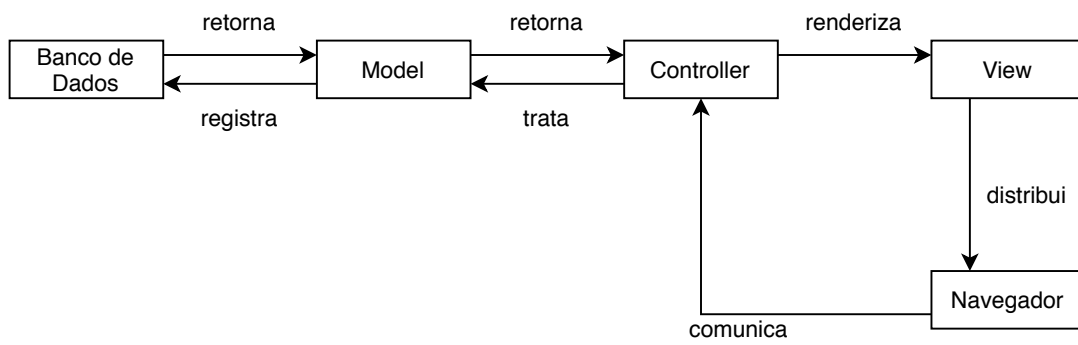 retorna
retorna
renderiza
Banco de
Dados
Model
Controller
View
registra
trata
distribui
Navegador
comunica